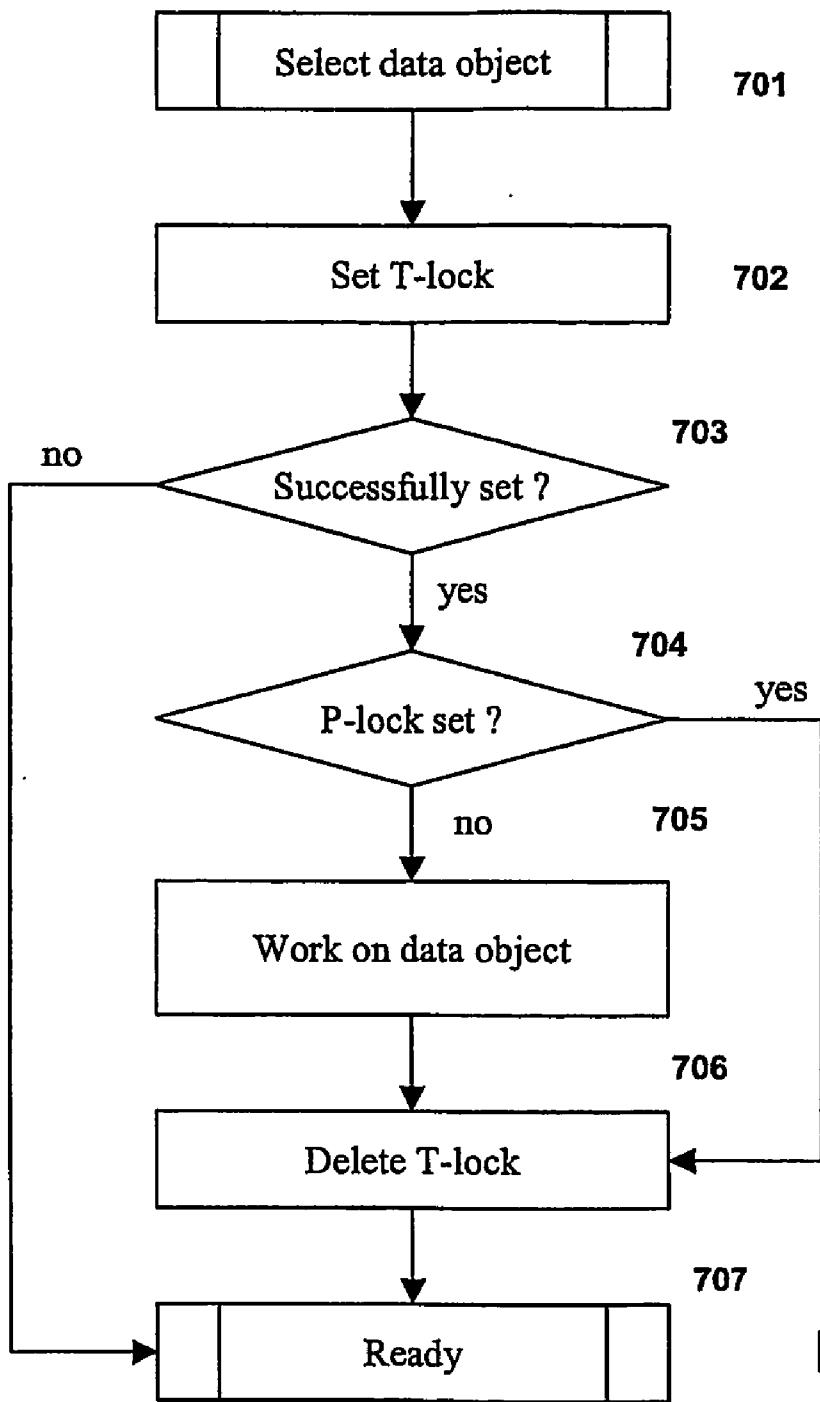 Select data object
701
Set T-lock
702
703
no
Successfully set ?
yes
704
yes
P-lock set ?
no
705
Work on data object
706
Delete T-lock
707
Ready